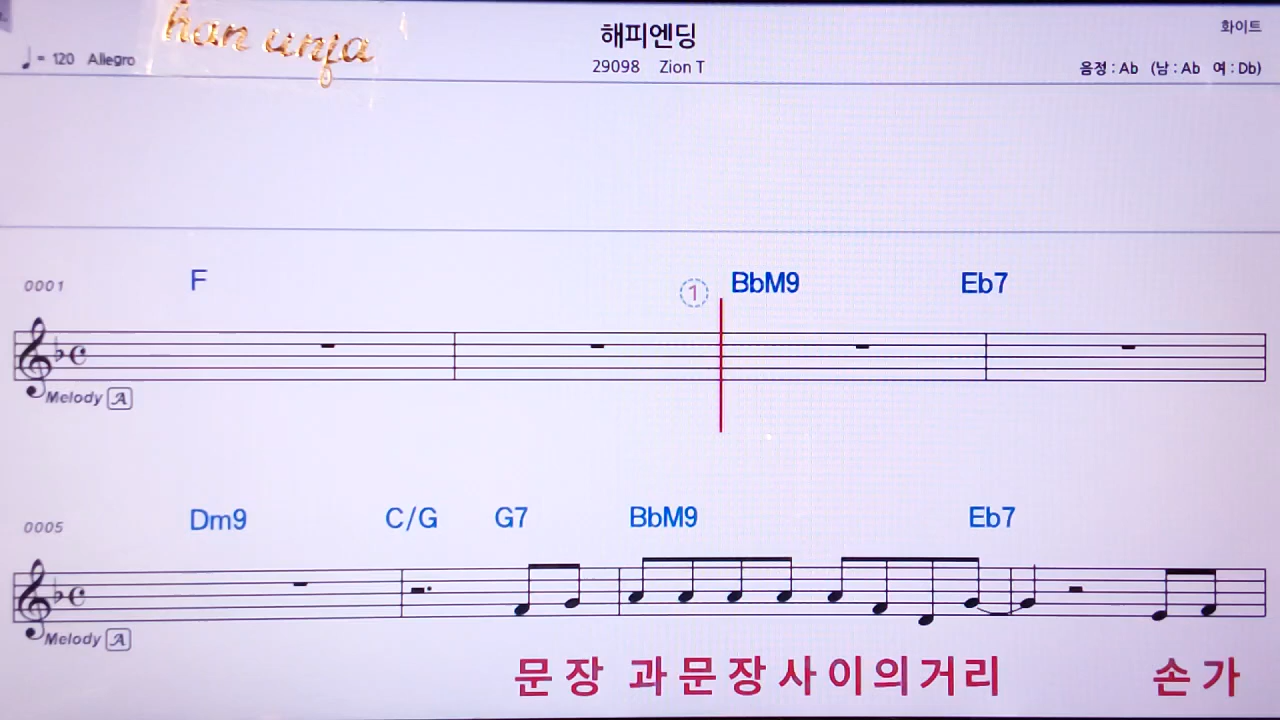 han unja
해피엔딩
화이트
♩ = 120 Allegro
29098 Zion T
음정 : Ab (남 : Ab 여 : Db)
0001 F ① BbM9 Eb7
Melody A
0005 Dm9 C/G G7 BbM9 Eb7
Melody A
문장 과문장사이의거리 손가